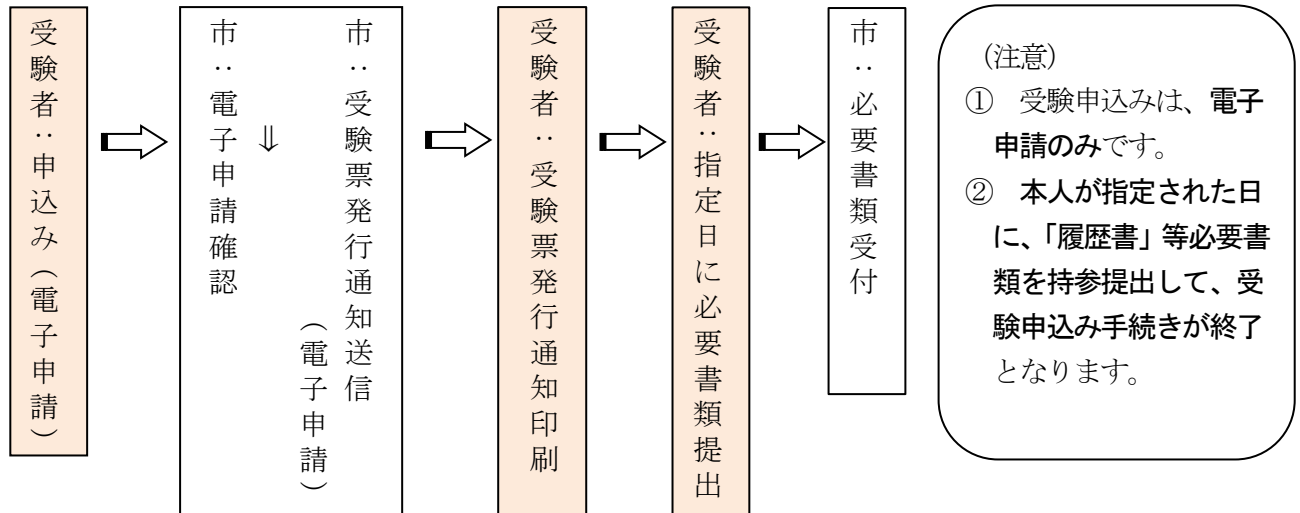 受験者：申込み（電子申請）
市：電子申請確認
⇓
市：受験票発行通知送信
（電子申請）
受験者：受験票発行通知印刷
受験者：指定日に必要書類提出
市：必要書類受付
（注意）
①　受験申込みは、電子
申請のみです。
②　本人が指定された日
に、「履歴書」等必要書
類を持参提出して、受
験申込み手続きが終了
となります。